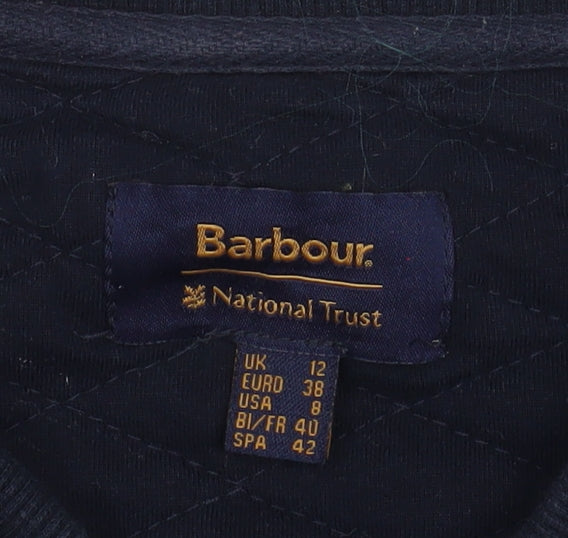 Barbour®
National Trust
UK 12
EURO 38
USA 8
BI/FR 40
SPA 42